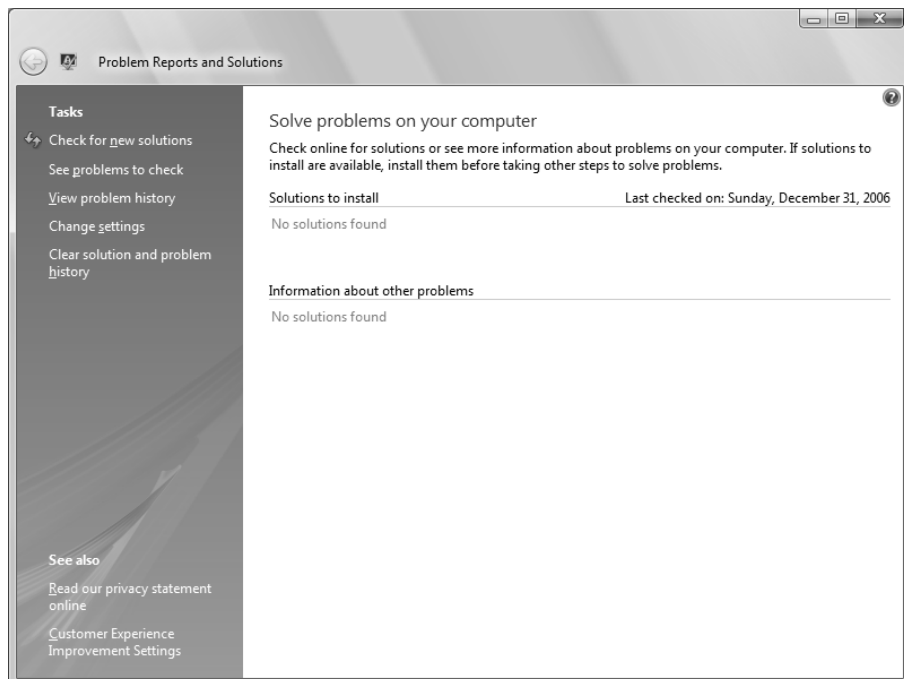 Problem Reports and Solutions
Tasks
Check for new solutions
See problems to check
View problem history
Change settings
Clear solution and problem
history
See also
Read our privacy statement
online
Customer Experience
Improvement Settings
Solve problems on your computer
Check online for solutions or see more information about problems on your computer. If solutions to
install are available, install them before taking other steps to solve problems.
Solutions to install Last checked on: Sunday, December 31, 2006
No solutions found
Information about other problems
No solutions found